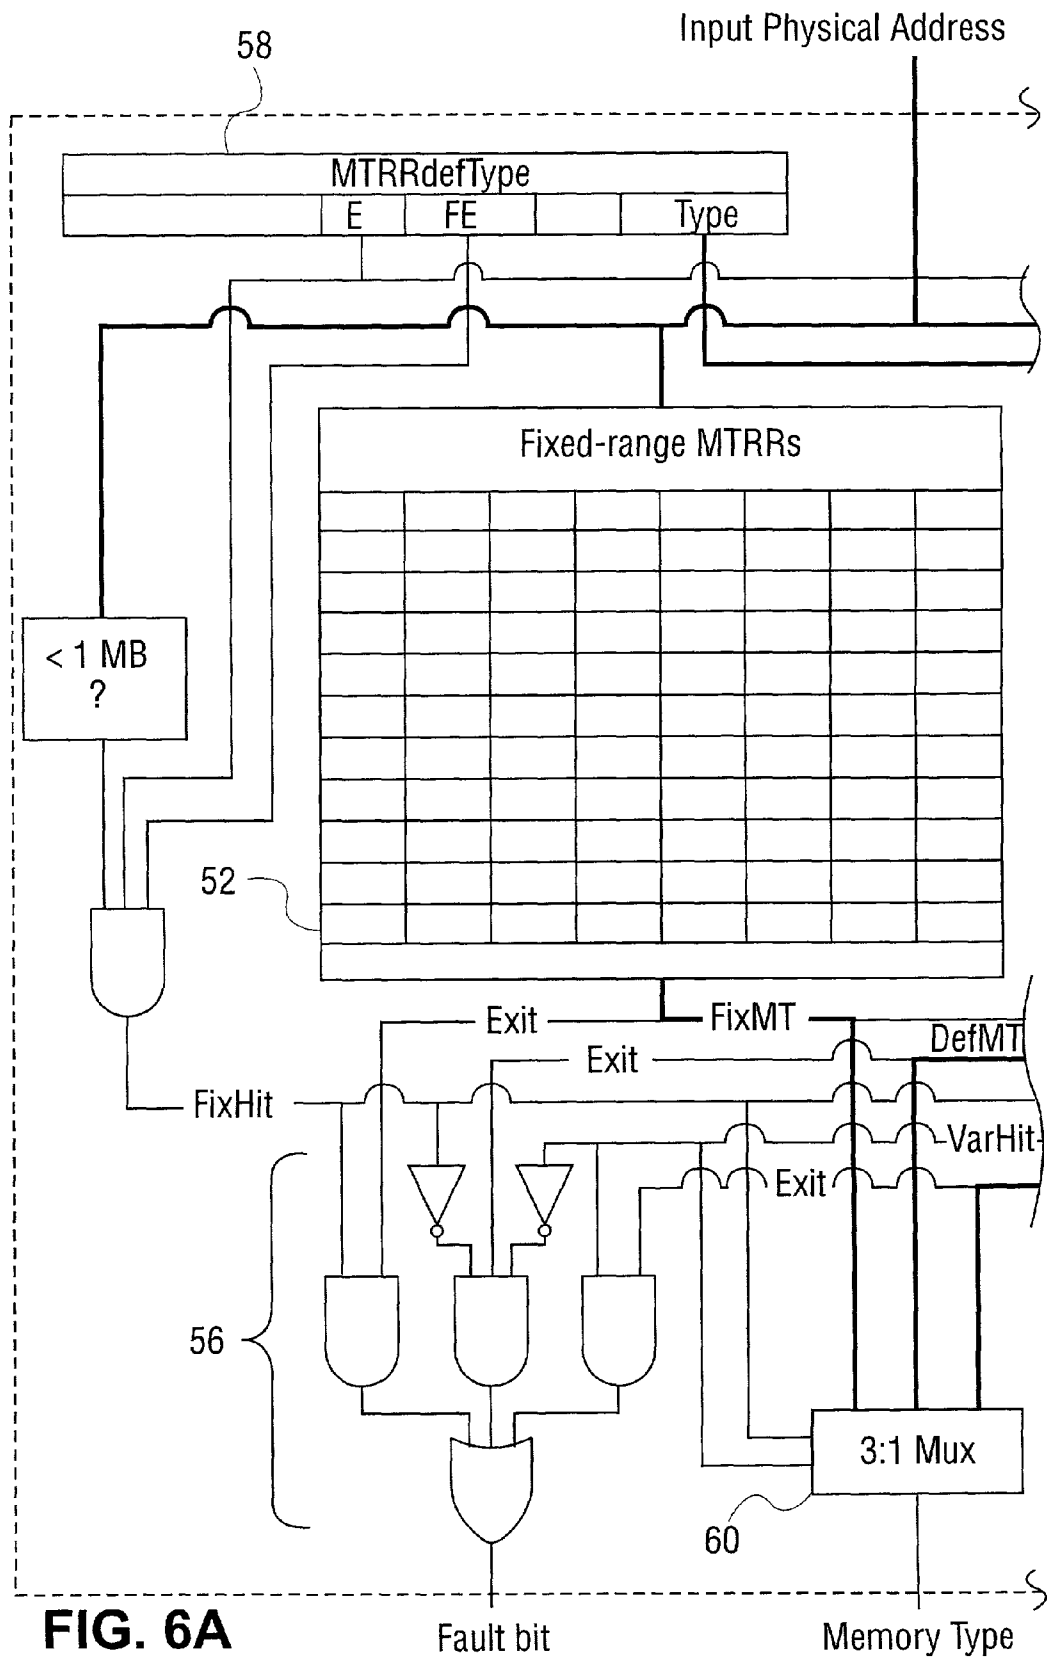 Input Physical Address
58
MTRRdefType
E FE Type
Fixed-range MTRRs
< 1 MB
?
52
Exit FixMT
DefMT
Exit
FixHit
VarHit
Exit
56
3:1 Mux
60
FIG. 6A
Fault bit
Memory Type